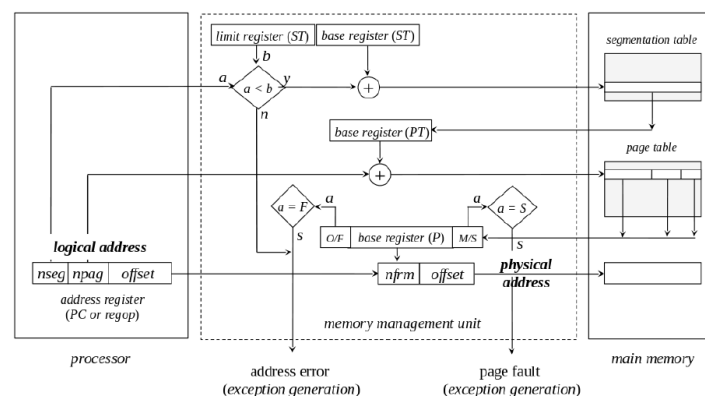 limit register (ST)
base register (ST)
segmentation table
b
a
y
a < b
+
n
base register (PT)
page table
+
a = F
a
a
a = S
s
O/F
base register (P)
M/S
s
logical address
physical
address
nseg
npag
offset
nfrm
offset
address register
(PC or regop)
memory management unit
processor
main memory
address error
(exception generation)
page fault
(exception generation)